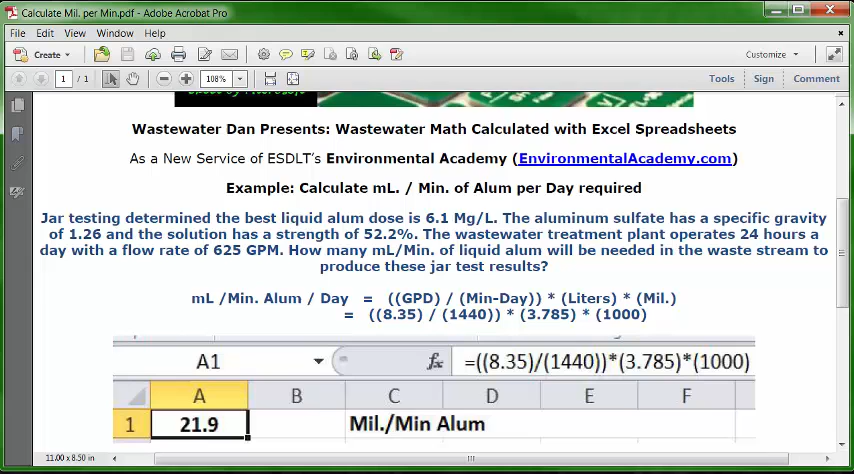 Calculate Mil. per Min.pdf - Adobe Acrobat Pro
File Edit View Window Help
Create Customize
1 / 1 108% Tools Sign Comment
Wastewater Dan Presents: Wastewater Math Calculated with Excel Spreadsheets
As a New Service of ESDLT's Environmental Academy (EnvironmentalAcademy.com)
Example: Calculate mL. / Min. of Alum per Day required
Jar testing determined the best liquid alum dose is 6.1 Mg/L. The aluminum sulfate has a specific gravity
of 1.26 and the solution has a strength of 52.2%. The wastewater treatment plant operates 24 hours a
day with a flow rate of 625 GPM. How many mL/Min. of liquid alum will be needed in the waste stream to
produce these jar test results?
mL /Min. Alum / Day = ((GPD) / (Min-Day)) * (Liters) * (Mil.)
= ((8.35) / (1440)) * (3.785) * (1000)
A1 fx =((8.35)/(1440))*(3.785)*(1000)
A B C D E F
1 21.9 Mil./Min Alum
11.00 x 8.50 in